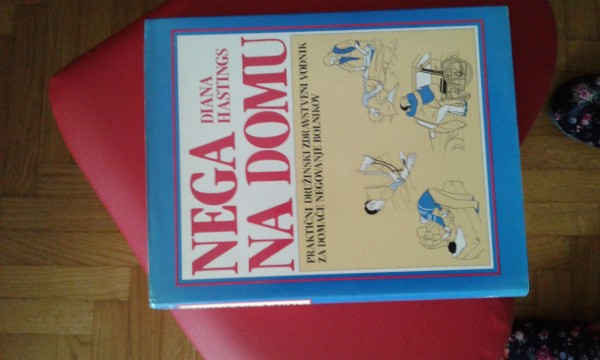 NEGA
DIANA
HASTINGS
NA DOMU
PRAKTIČNI DRUŽINSKI ZDRAVSTVENI VODNIK
ZA DOMAČE NEGOVANJE BOLNIKOV